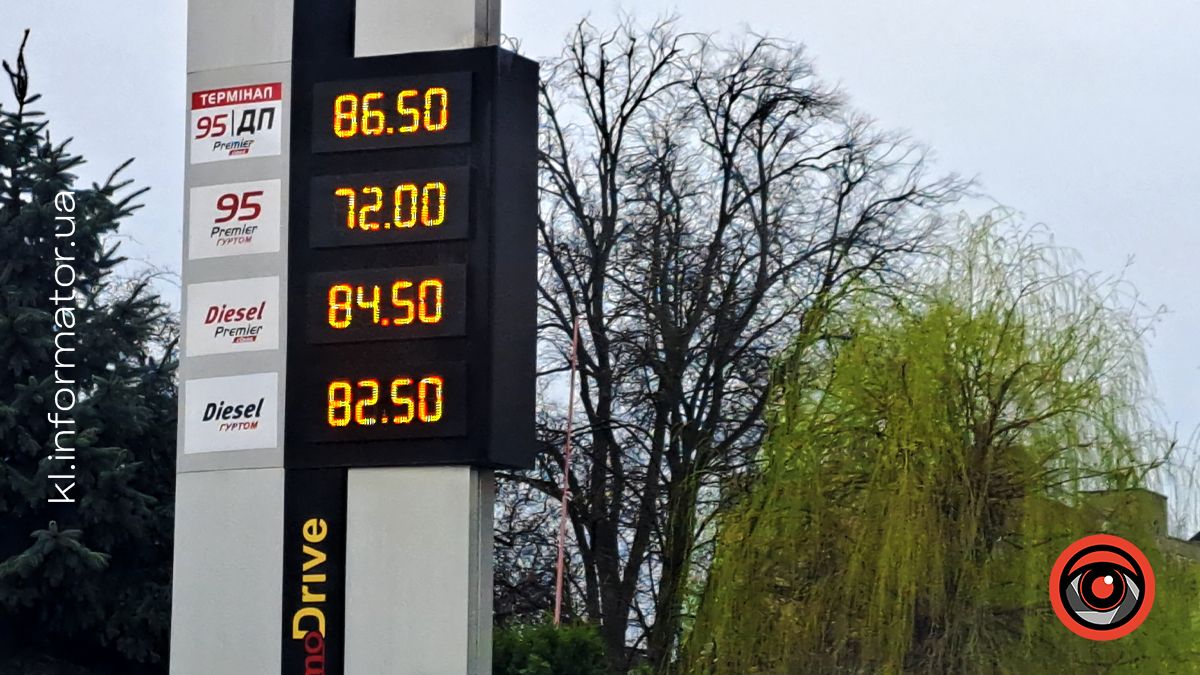 ТЕРМІНАЛ
95|ДП
Premier
86.50
95
Premier
ГУРТОМ
72.00
Diesel
Premier
84.50
Diesel
ГУРТОМ
82.50
moDrive
kl.informator.ua